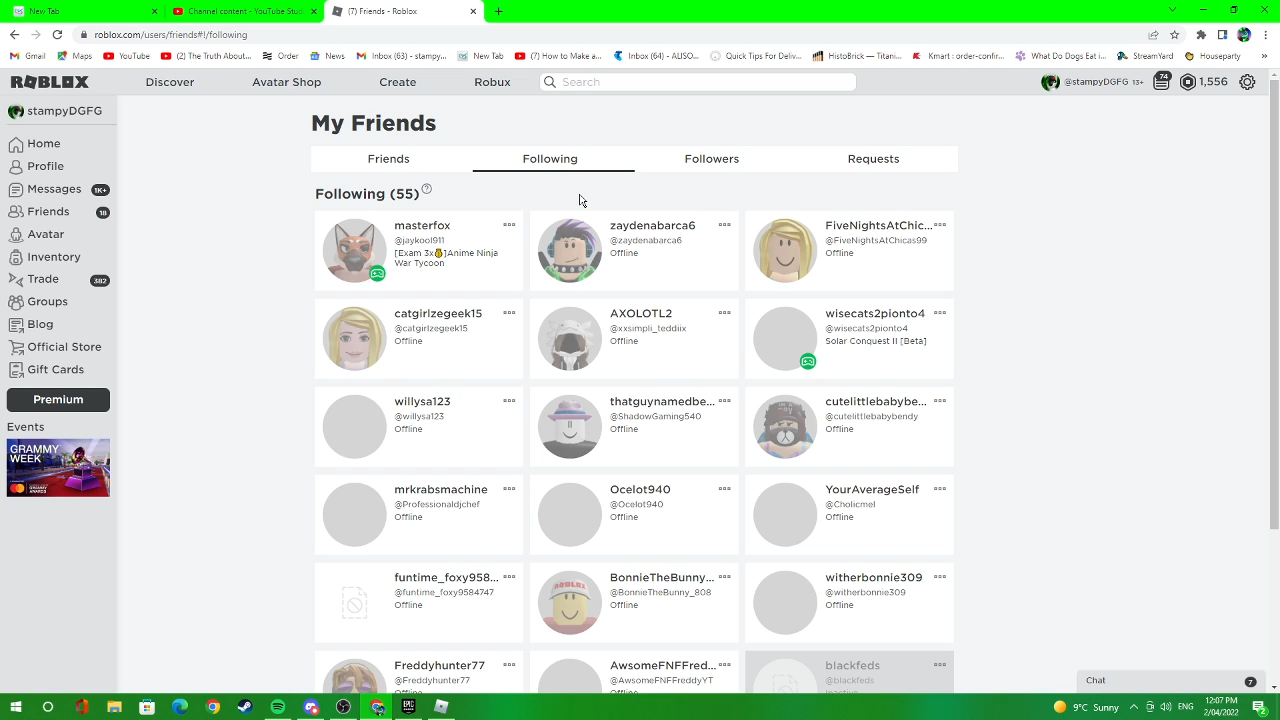 New Tab
Channel content - YouTube Stud
(7) Friends - Roblox
roblox.com/users/friends#!/following
Gmail
Maps
YouTube
(2) The TrueAbout...
Order
News
Inbox (63) - stampy...
New Tab
How to Make a...
Inbox (64) - ALISO...
Quick Tips For Deliv...
HistoBrick — Titani...
Kmart : order-confir...
What Do Dogs Eat i...
StreamYard
Houseparty
ROBLOX
Discover
Avatar Shop
Create
Robux
Search
@stampyDGFG 13+
74
1,556
stampyDGFG
Home
Profile
Messages 1K+
Friends 18
Avatar
Inventory
Trade 382
Groups
Blog
Official Store
Gift Cards
Premium
Events
GRAMMY
WEEK
My Friends
Friends
Following
Followers
Requests
Following (55)
masterfox
@jaykool911
[Exam 3x💰]Anime Ninja
War Tycoon
zaydenabarca6
@zaydenabarca6
Offline
FiveNightsAtChic...
@FiveNightsAtChicas99
Offline
catgirlzegeek15
@catgirlzegeek15
Offline
AXOLOTL2
@xxsimpli_teddiix
Offline
wisecats2pionto4
@wisecats2pionto4
Solar Conquest II [Beta]
willysa123
@willysa123
Offline
thatguynamedbe...
@ShadowGaming540
Offline
cutelittlebabybe...
@cutelittlebabybendy
Offline
mrkrabsmachine
@Professionaldjchef
Offline
Ocelot940
@Ocelot940
Offline
YourAverageSelf
@Cholicmel
Offline
funtime_foxy958...
@funtime_foxy9584747
Offline
ROBLOX
BonnieTheBunny...
@BonnieTheBunny_808
Offline
witherbonnie309
@witherbonnie309
Offline
Freddyhunter77
@Freddyhunter77
Offline
AwsomeFNFFred...
@AwsomeFNFFreddyYT
Offline
blackfeds
@blackfeds
Inactive
Chat
7
EPIC
9°C Sunny
ENG
12:07 PM
2/04/2022
2